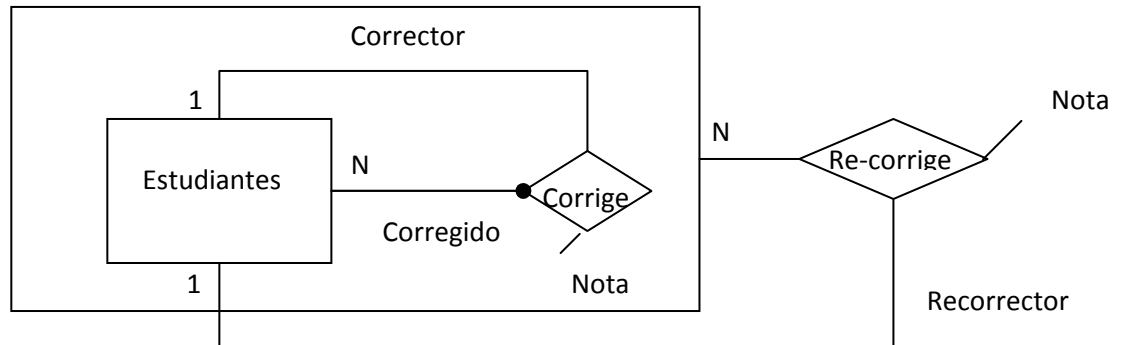 Corrector
1
Nota
N
N
Re-corrige
Estudiantes
Corrige
Corregido
1
Nota
Recorrector